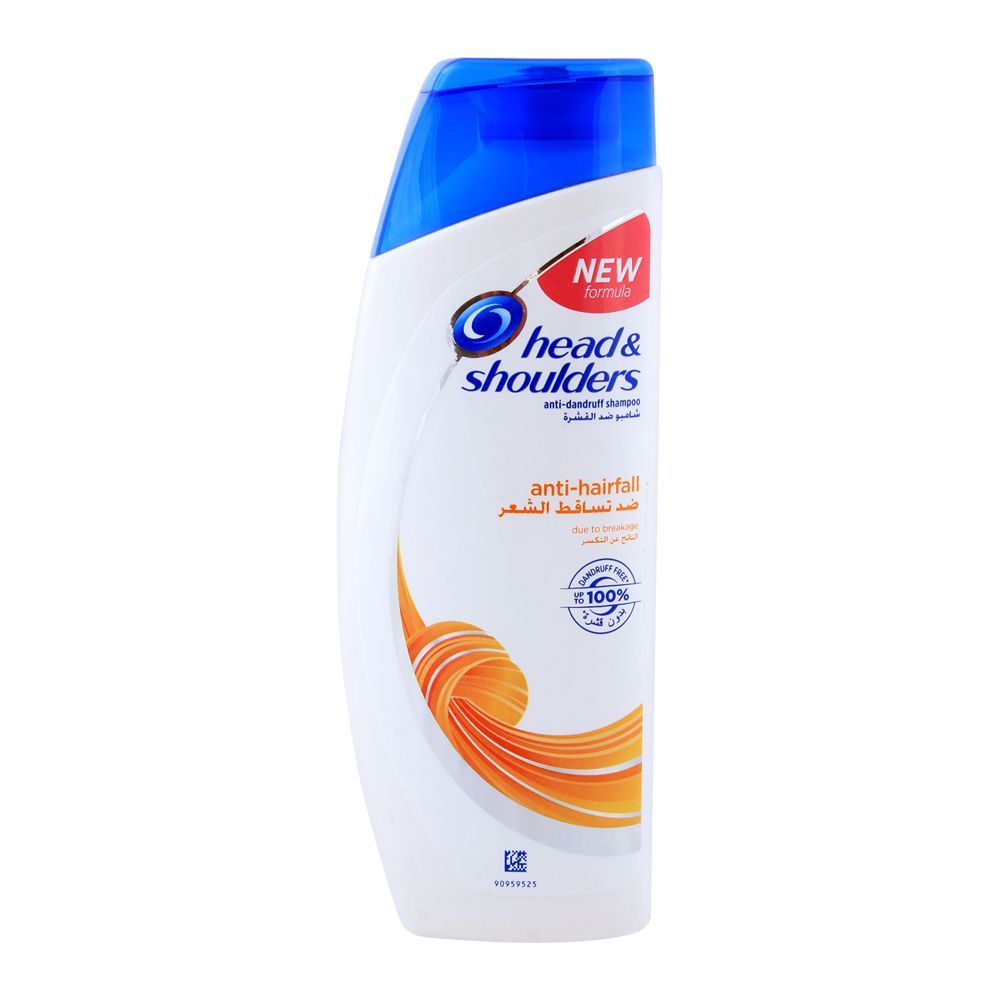 NEW
formula
head &
shoulders
anti-dandruff shampoo
شامبو ضد القشرة
anti-hairfall
ضد تساقط الشعر
due to breakage
الناتج عن التكسر
DANDRUFF FREE*
UP TO 100%
بدون قشرة*
90959525